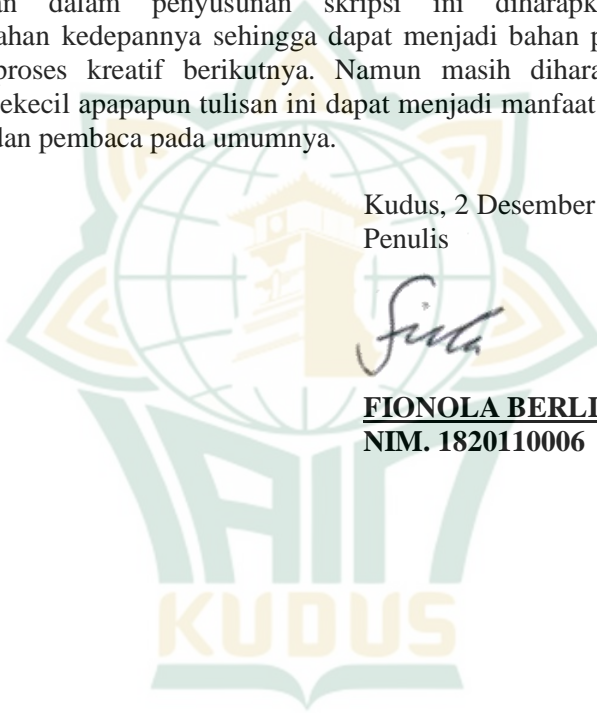 an dalam penyusunan skripsi ini diharapk
ahan kedepannya sehingga dapat menjadi bahan p
proses kreatif berikutnya. Namun masih dihara
ekecil apapapun tulisan ini dapat menjadi manfaat
dan pembaca pada umumnya.
Kudus, 2 Desember
Penulis
FIONOLA BERLI
NIM. 1820110006
IAIN
KUDUS